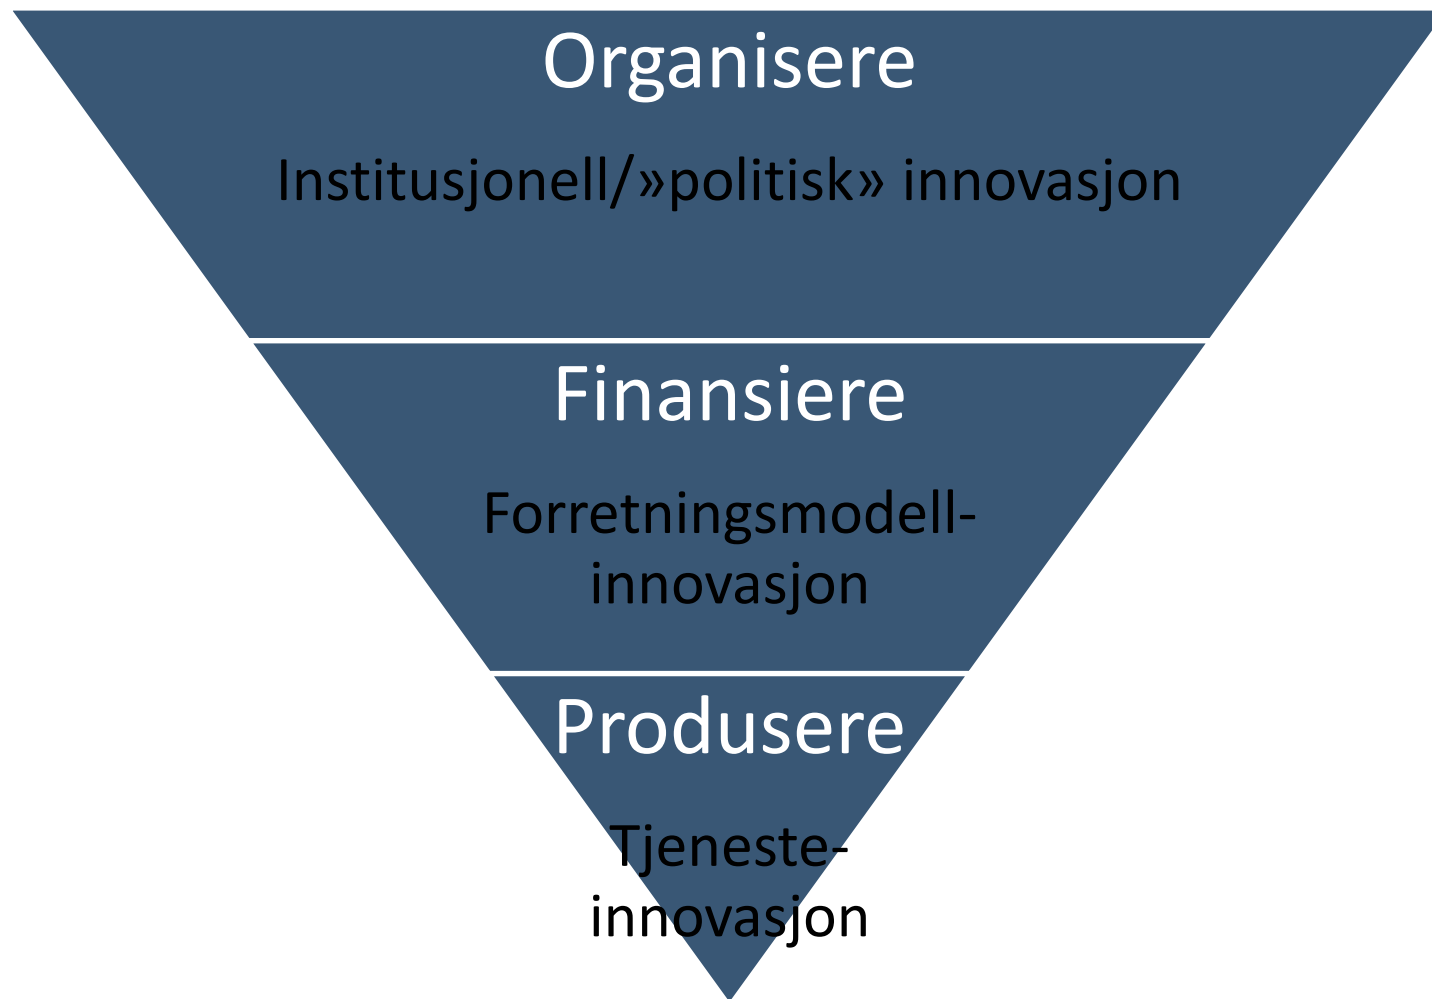 Organisere
Institusjonell/»politisk» innovasjon
Finansiere
Forretningsmodell-
innovasjon
Produsere
Tjeneste-
innovasjon